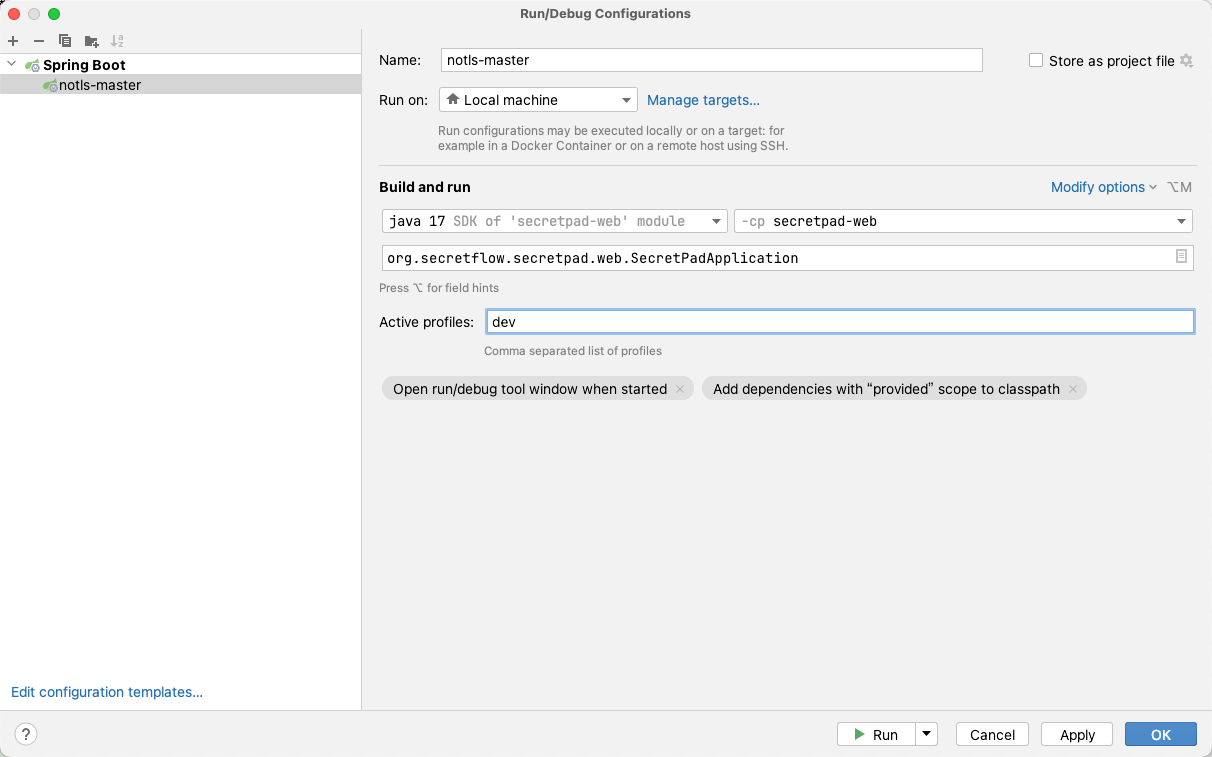 Run/Debug Configurations
Spring Boot
notls-master
Edit configuration templates...
Name: notls-master Store as project file
Run on: Local machine Manage targets...
Run configurations may be executed locally or on a target: for
example in a Docker Container or on a remote host using SSH.
Build and run Modify options ⌥M
java 17 SDK of 'secretpad-web' module -cp secretpad-web
org.secretflow.secretpad.web.SecretPadApplication
Press ⌥ for field hints
Active profiles: dev
Comma separated list of profiles
Open run/debug tool window when started × Add dependencies with “provided” scope to classpath ×
? Run Cancel Apply OK